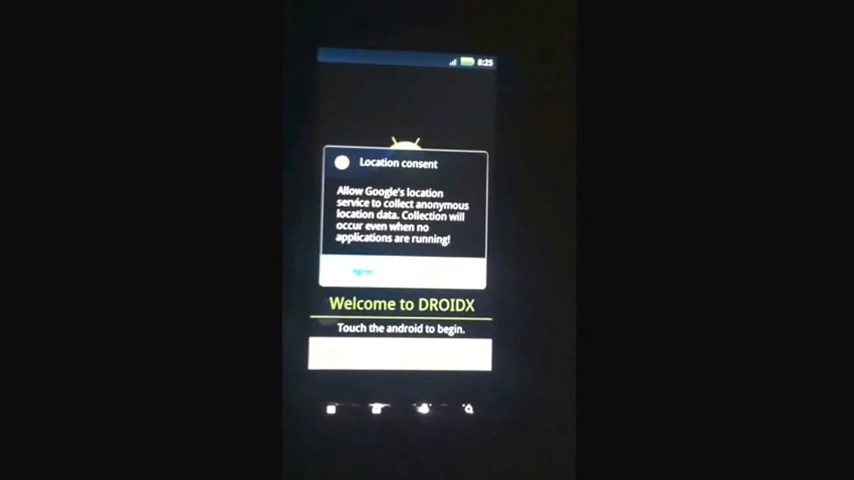 8:25
Location consent
Allow Google's location
service to collect anonymous
location data. Collection will
occur even when no
applications are running!
Agree
Welcome to DROIDX
Touch the android to begin.